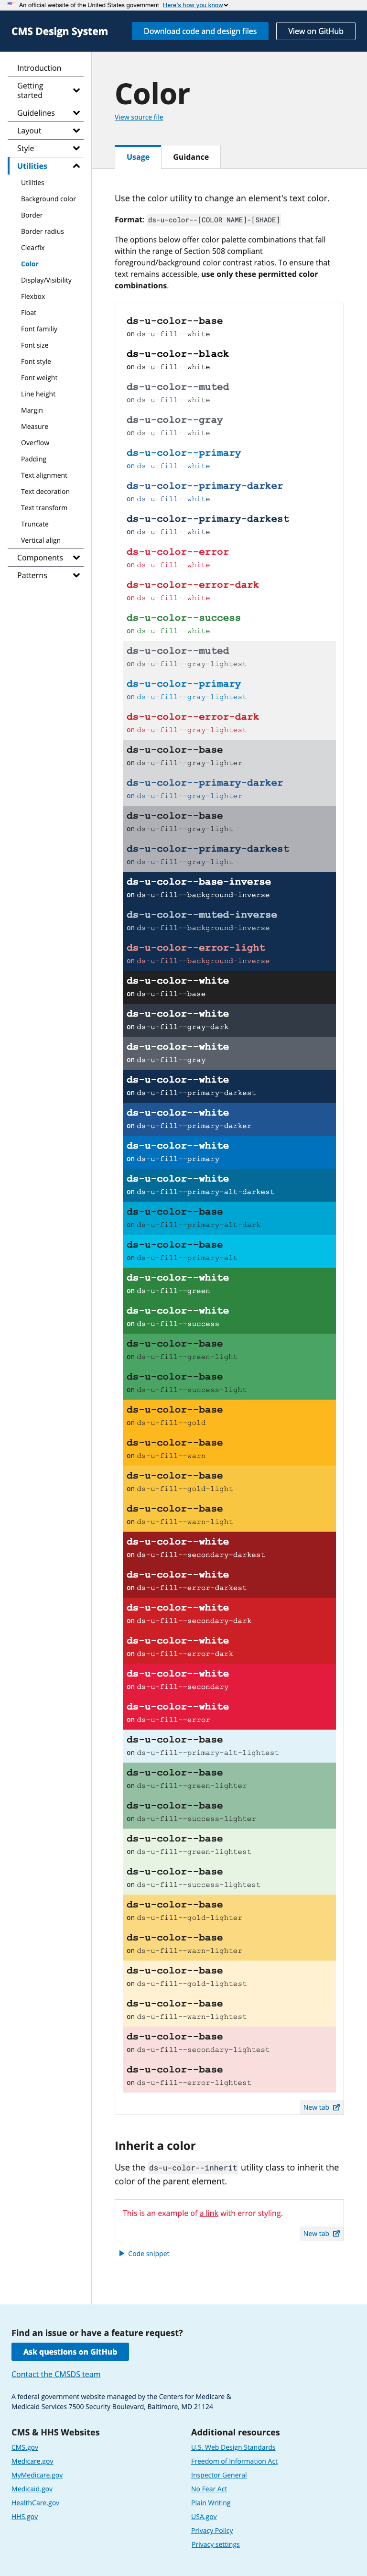 An official website of the United States government Here's how you know
CMS Design System
Download code and design files
View on GitHub
Introduction
Getting
started
Guidelines
Layout
Style
Utilities
Utilities
Background color
Border
Border radius
Clearfix
Color
Display/Visibility
Flexbox
Float
Font familiy
Font size
Font style
Font weight
Line height
Margin
Measure
Overflow
Padding
Text alignment
Text decoration
Text transform
Truncate
Vertical align
Components
Patterns
Color
View source file
Usage
Guidance
Use the color utility to change an element's text color.
Format: ds-u-color--[COLOR NAME]-[SHADE]
The options below offer color palette combinations that fall
within the range of Section 508 compliant
foreground/background color contrast ratios. To ensure that
text remains accessible, use only these permitted color
combinations.
ds-u-color--base
on ds-u-fill--white
ds-u-color--black
on ds-u-fill--white
ds-u-color--muted
on ds-u-fill--white
ds-u-color--gray
on ds-u-fill--white
ds-u-color--primary
on ds-u-fill--white
ds-u-color--primary-darker
on ds-u-fill--white
ds-u-color--primary-darkest
on ds-u-fill--white
ds-u-color--error
on ds-u-fill--white
ds-u-color--error-dark
on ds-u-fill--white
ds-u-color--success
on ds-u-fill--white
ds-u-color--muted
on ds-u-fill--gray-lightest
ds-u-color--primary
on ds-u-fill--gray-lightest
ds-u-color--error-dark
on ds-u-fill--gray-lightest
ds-u-color--base
on ds-u-fill--gray-lighter
ds-u-color--primary-darker
on ds-u-fill--gray-lighter
ds-u-color--base
on ds-u-fill--gray-light
ds-u-color--primary-darkest
on ds-u-fill--gray-light
ds-u-color--base-inverse
on ds-u-fill--background-inverse
ds-u-color--muted-inverse
on ds-u-fill--background-inverse
ds-u-color--error-light
on ds-u-fill--background-inverse
ds-u-color--white
on ds-u-fill--base
ds-u-color--white
on ds-u-fill--gray-dark
ds-u-color--white
on ds-u-fill--gray
ds-u-color--white
on ds-u-fill--primary-darkest
ds-u-color--white
on ds-u-fill--primary-darker
ds-u-color--white
on ds-u-fill--primary
ds-u-color--white
on ds-u-fill--primary-alt-darkest
ds-u-color--base
on ds-u-fill--primary-alt-dark
ds-u-color--base
on ds-u-fill--primary-alt
ds-u-color--white
on ds-u-fill--green
ds-u-color--white
on ds-u-fill--success
ds-u-color--base
on ds-u-fill--green-light
ds-u-color--base
on ds-u-fill--success-light
ds-u-color--base
on ds-u-fill--gold
ds-u-color--base
on ds-u-fill--warn
ds-u-color--base
on ds-u-fill--gold-light
ds-u-color--base
on ds-u-fill--warn-light
ds-u-color--white
on ds-u-fill--secondary-darkest
ds-u-color--white
on ds-u-fill--error-darkest
ds-u-color--white
on ds-u-fill--secondary-dark
ds-u-color--white
on ds-u-fill--error-dark
ds-u-color--white
on ds-u-fill--secondary
ds-u-color--white
on ds-u-fill--error
ds-u-color--base
on ds-u-fill--primary-alt-lightest
ds-u-color--base
on ds-u-fill--green-lighter
ds-u-color--base
on ds-u-fill--success-lighter
ds-u-color--base
on ds-u-fill--green-lightest
ds-u-color--base
on ds-u-fill--success-lightest
ds-u-color--base
on ds-u-fill--gold-lighter
ds-u-color--base
on ds-u-fill--warn-lighter
ds-u-color--base
on ds-u-fill--gold-lightest
ds-u-color--base
on ds-u-fill--warn-lightest
ds-u-color--base
on ds-u-fill--secondary-lightest
ds-u-color--base
on ds-u-fill--error-lightest
New tab
Inherit a color
Use the ds-u-color--inherit utility class to inherit the
color of the parent element.
This is an example of a link with error styling.
New tab
Code snippet
Find an issue or have a feature request?
Ask questions on GitHub
Contact the CMSDS team
A federal government website managed by the Centers for Medicare &
Medicaid Services 7500 Security Boulevard, Baltimore, MD 21124
CMS & HHS Websites
CMS.gov
Medicare.gov
MyMedicare.gov
Medicaid.gov
HealthCare.gov
HHS.gov
Additional resources
U.S. Web Design Standards
Freedom of Information Act
Inspector General
No Fear Act
Plain Writing
USA.gov
Privacy Policy
Privacy settings